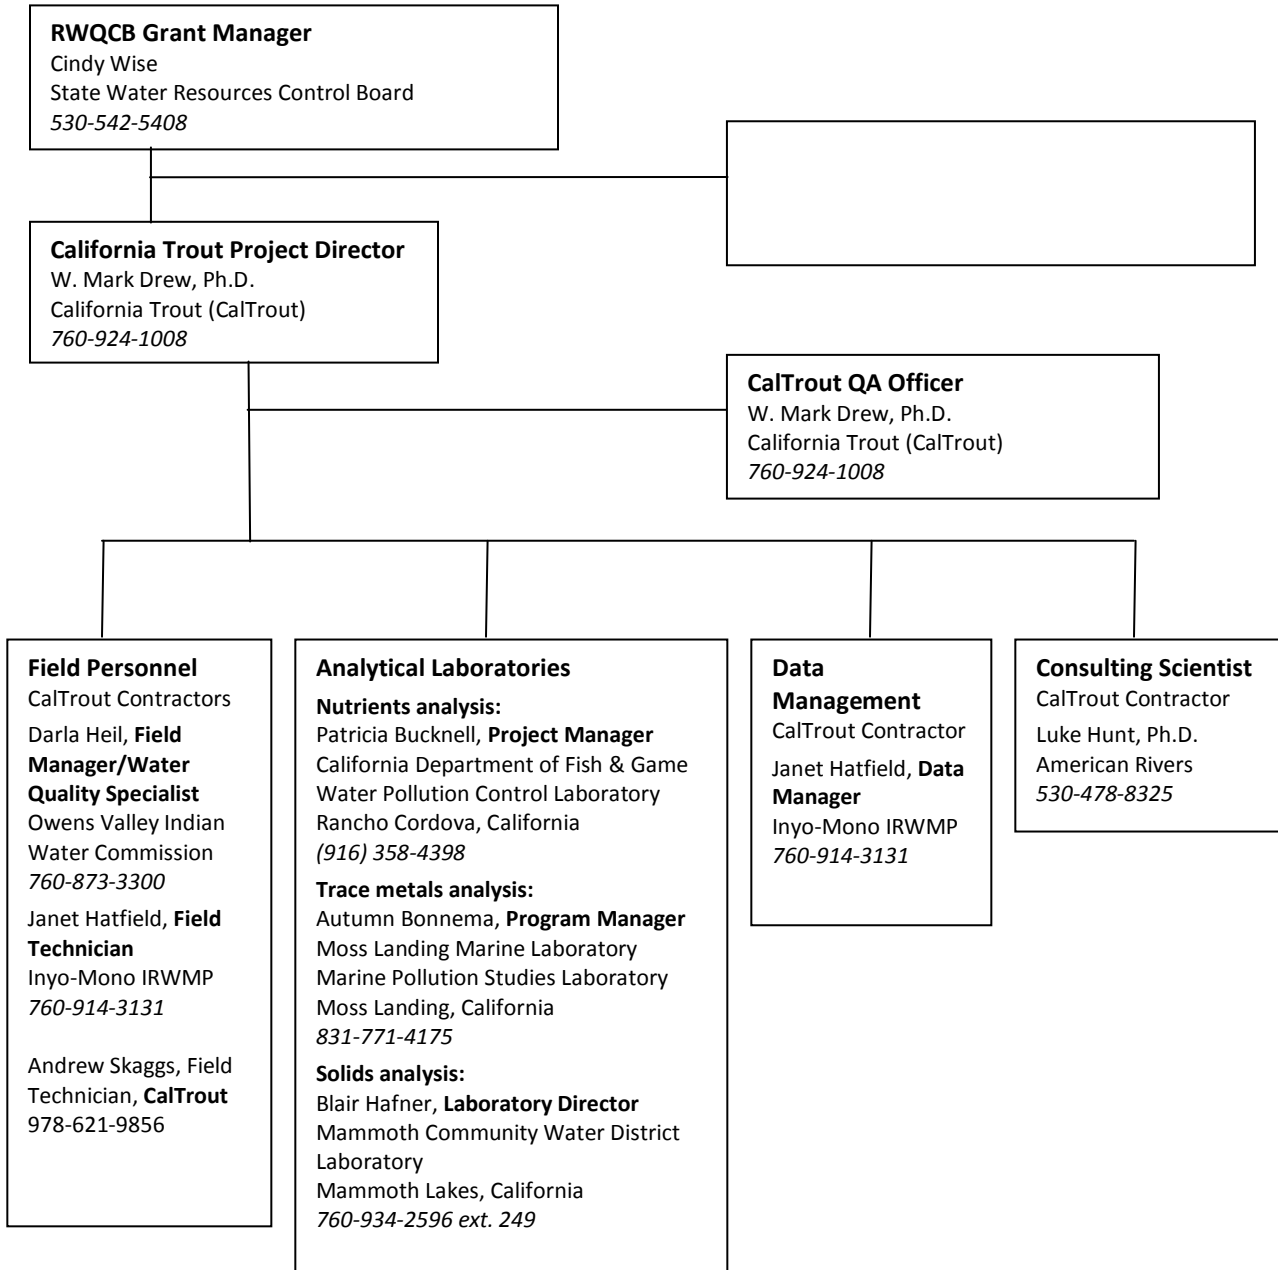 RWQCB Grant Manager
Cindy Wise
State Water Resources Control Board
530-542-5408
California Trout Project Director
W. Mark Drew, Ph.D.
California Trout (CalTrout)
760-924-1008
CalTrout QA Officer
W. Mark Drew, Ph.D.
California Trout (CalTrout)
760-924-1008
Field Personnel
CalTrout Contractors
Darla Heil, Field
Manager/Water
Quality Specialist
Owens Valley Indian
Water Commission
760-873-3300
Janet Hatfield, Field
Technician
Inyo-Mono IRWMP
760-914-3131
Andrew Skaggs, Field
Technician, CalTrout
978-621-9856
Analytical Laboratories
Nutrients analysis:
Patricia Bucknell, Project Manager
California Department of Fish & Game
Water Pollution Control Laboratory
Rancho Cordova, California
(916) 358-4398
Trace metals analysis:
Autumn Bonnema, Program Manager
Moss Landing Marine Laboratory
Marine Pollution Studies Laboratory
Moss Landing, California
831-771-4175
Solids analysis:
Blair Hafner, Laboratory Director
Mammoth Community Water District
Laboratory
Mammoth Lakes, California
760-934-2596 ext. 249
Data
Management
CalTrout Contractor
Janet Hatfield, Data
Manager
Inyo-Mono IRWMP
760-914-3131
Consulting Scientist
CalTrout Contractor
Luke Hunt, Ph.D.
American Rivers
530-478-8325